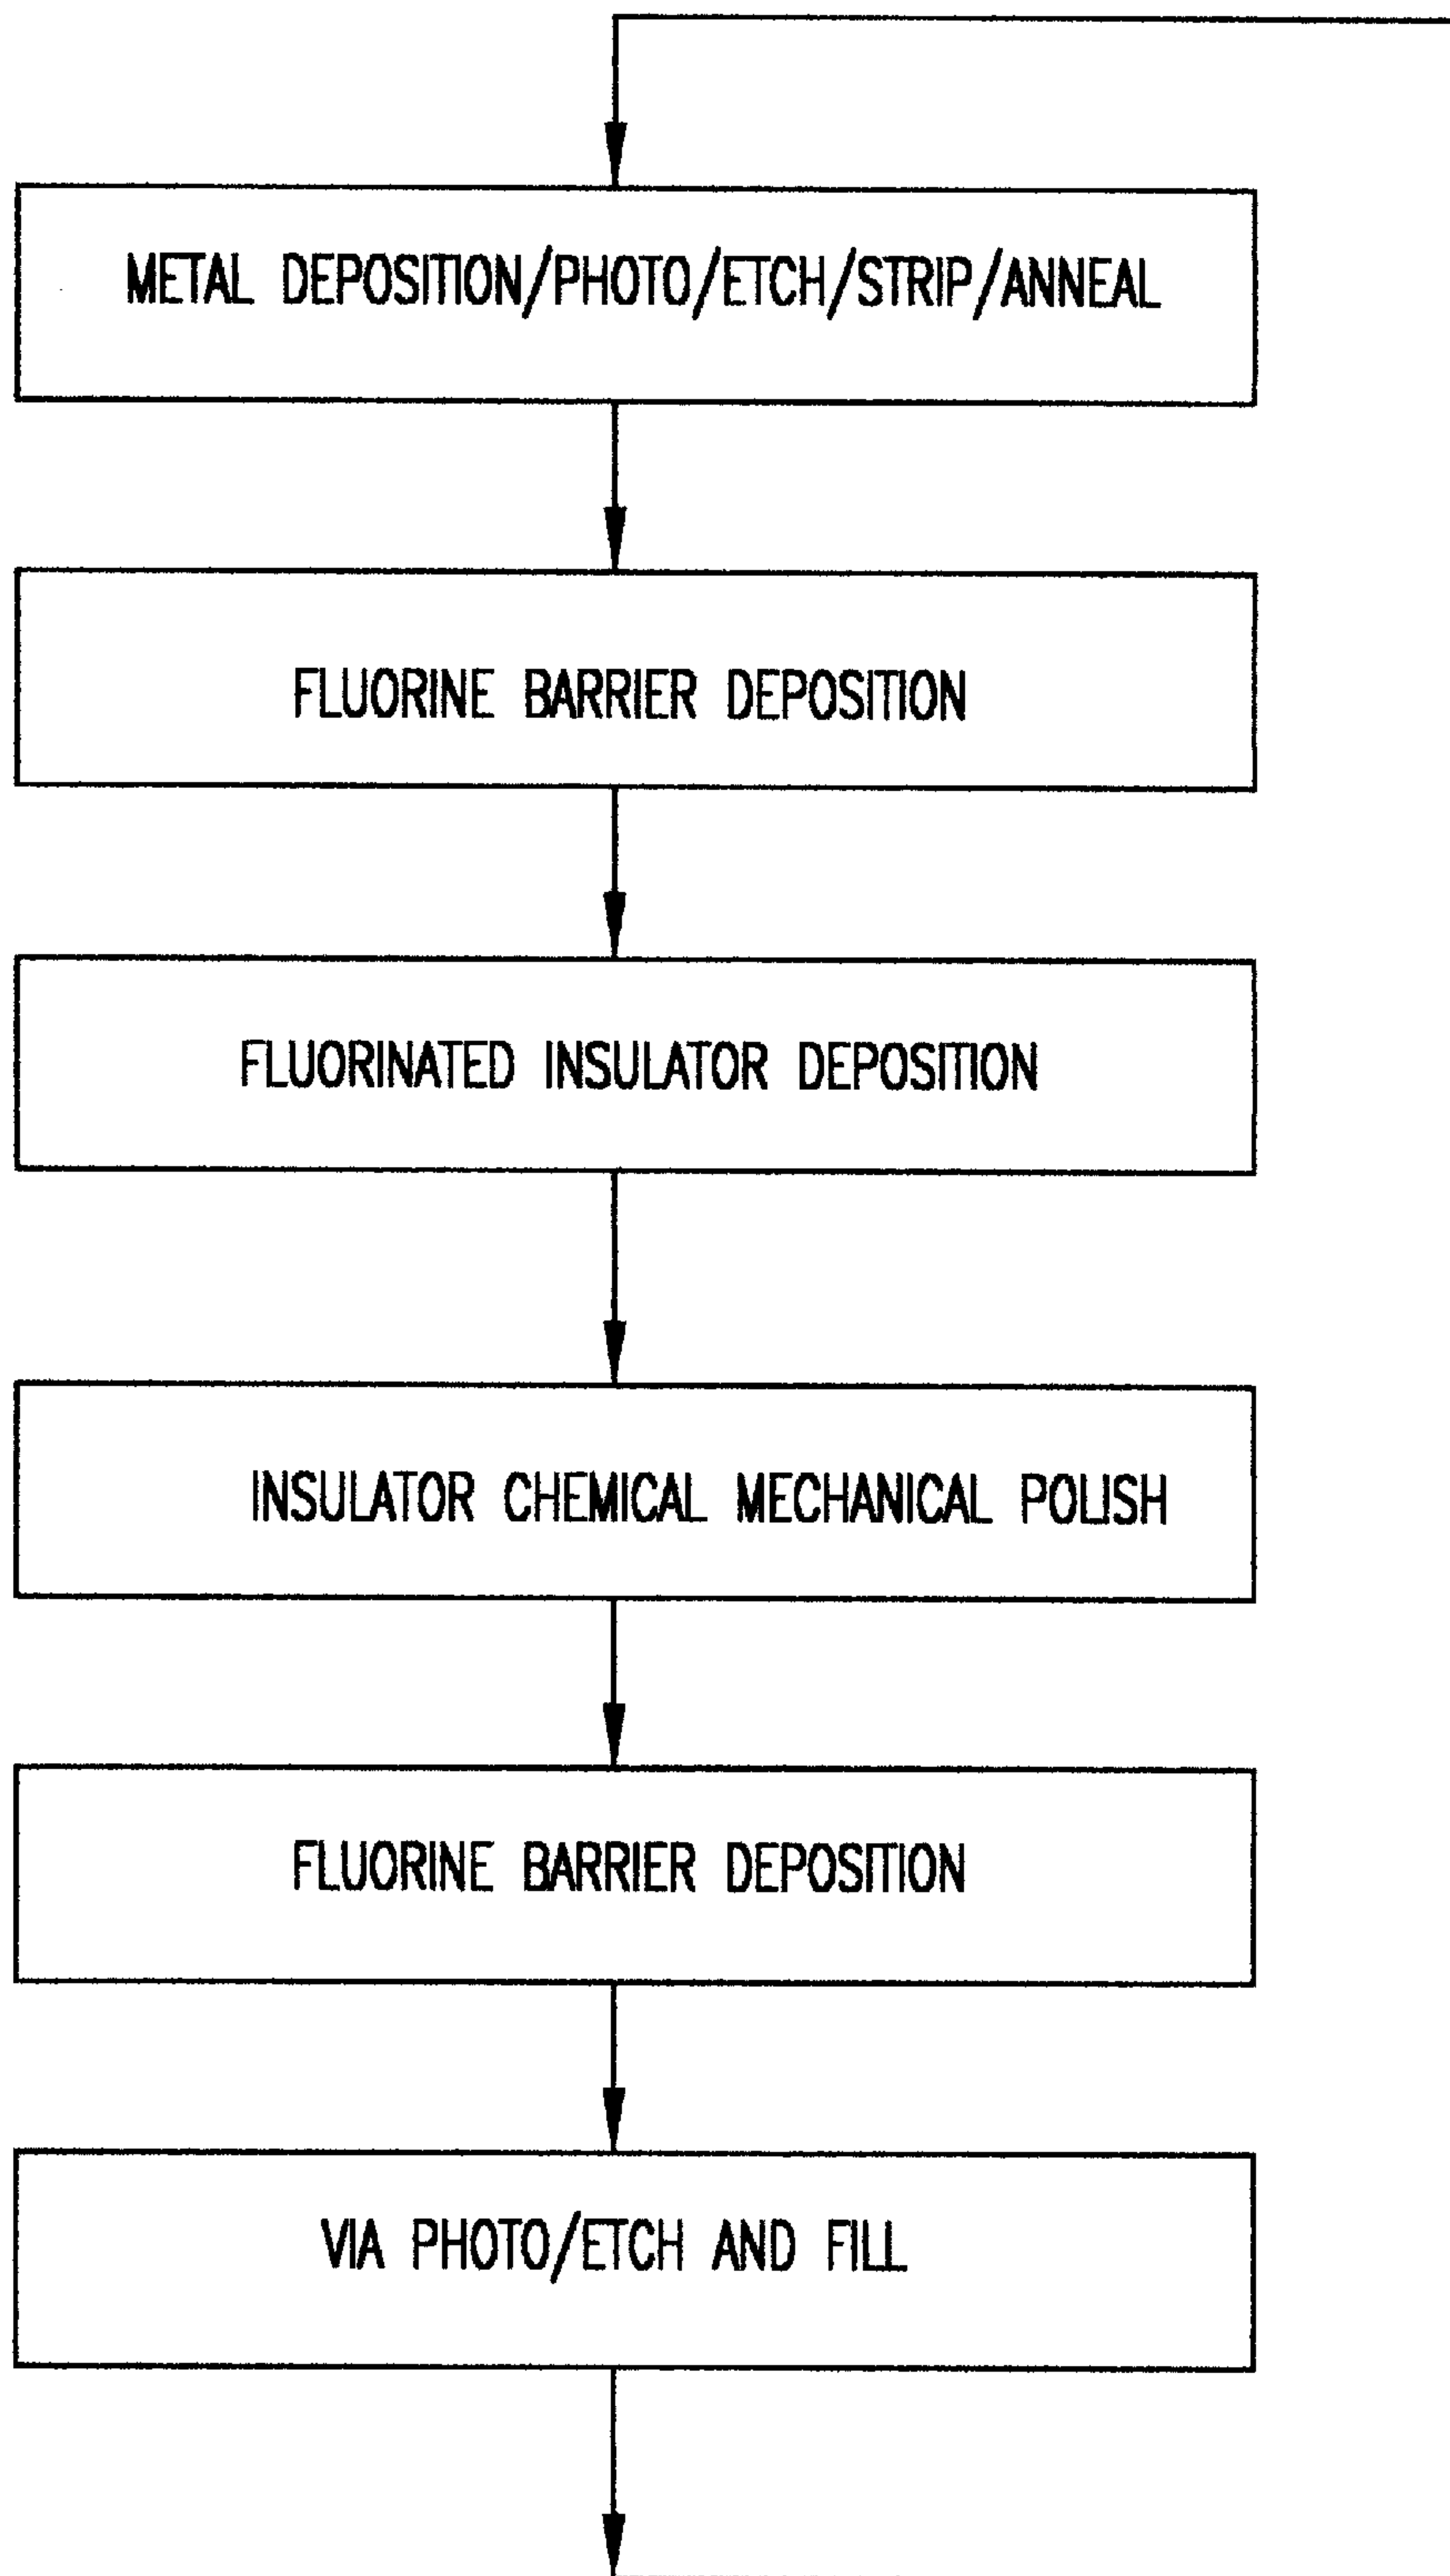 METAL DEPOSITION/PHOTO/ETCH/STRIP/ANNEAL
FLUORINE BARRIER DEPOSITION
FLUORINATED INSULATOR DEPOSITION
INSULATOR CHEMICAL MECHANICAL POLISH
FLUORINE BARRIER DEPOSITION
VIA PHOTO/ETCH AND FILL